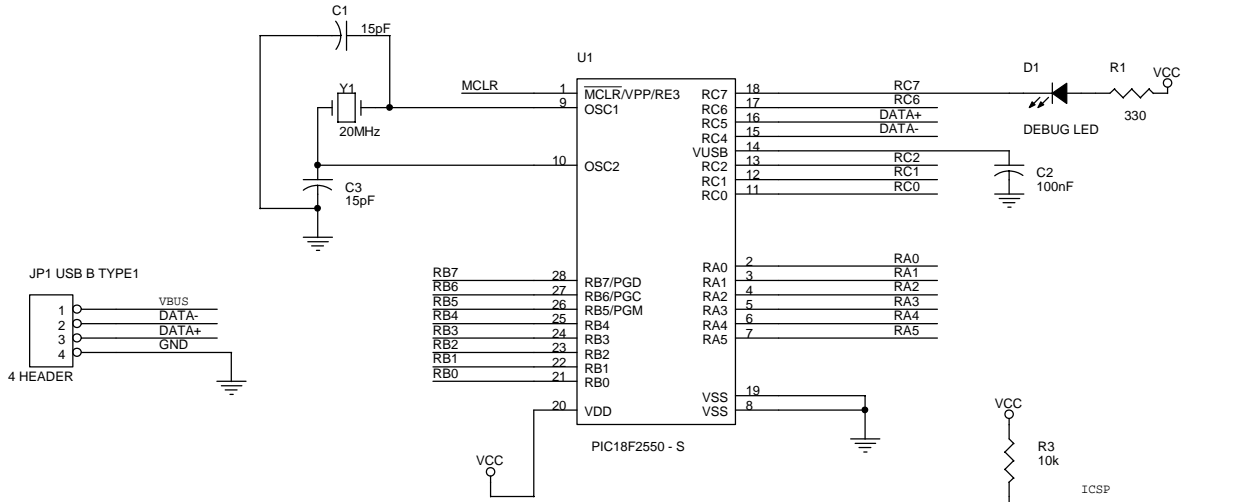 C1
15pF
U1
MCLR
1
MCLR/VPP/RE3
9
OSC1
Y1
20MHz
10
OSC2
C3
15pF
RC7
18
RC7
RC6
17
RC6
RC5
16
DATA+
RC4
15
DATA-
VUSB
14
RC2
13
RC2
RC1
12
RC1
RC0
11
RC0
D1
R1
VCC
DEBUG LED
330
C2
100nF
JP1 USB B TYPE1
1
VBUS
2
DATA-
3
DATA+
4
GND
4 HEADER
RB7
28
RB7/PGD
RB6
27
RB6/PGC
RB5
26
RB5/PGM
RB4
25
RB4
RB3
24
RB3
RB2
23
RB2
RB1
22
RB1
RB0
21
RB0
20
VDD
VCC
RA0
2
RA0
RA1
3
RA1
RA2
4
RA2
RA3
5
RA3
RA4
6
RA4
RA5
7
RA5
VSS
19
VSS
8
PIC18F2550 - S
VCC
R3
10k
ICSP